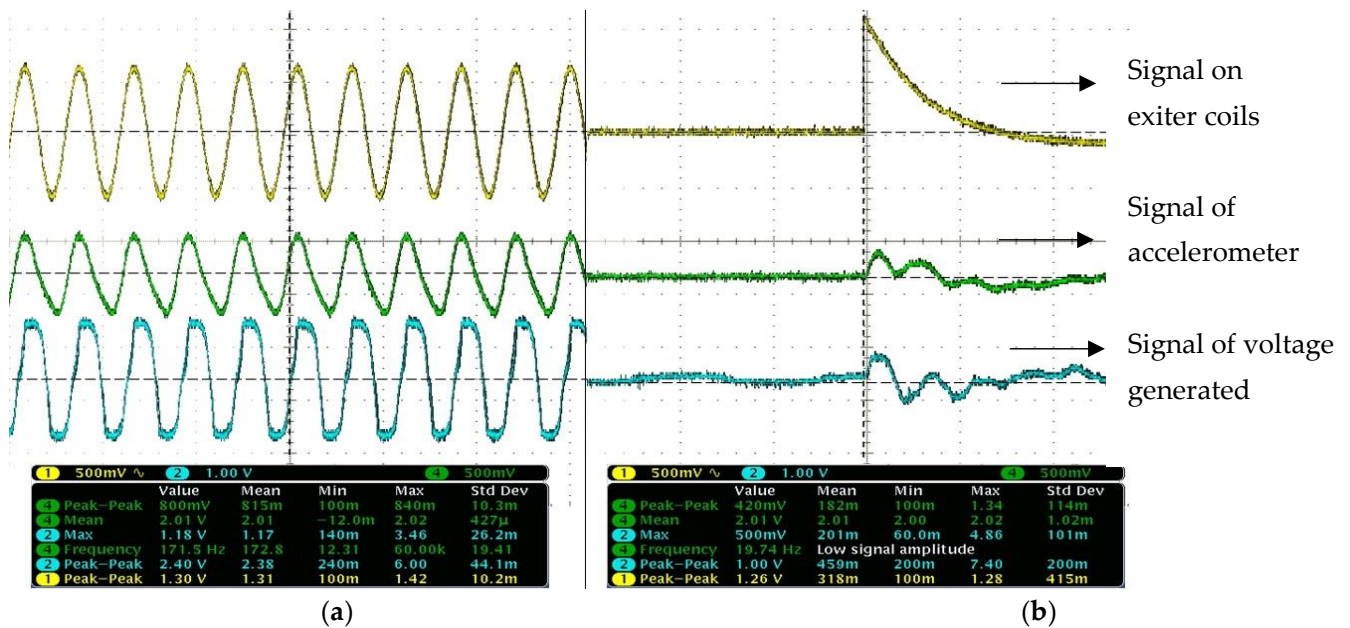 Signal on
exiter coils
Signal of
accelerometer
Signal of voltage
generated
1 500mV ∿ 2 1.00 V 4 500mV
Value Mean Min Max Std Dev
4 Peak-Peak 800mV 815m 100m 840m 10.3m
4 Mean 2.01 V 2.01 -12.0m 2.02 427µ
2 Max 1.18 V 1.17 140m 3.46 26.2m
4 Frequency 171.5 Hz 172.8 12.31 60.00k 19.41
2 Peak-Peak 2.40 V 2.38 240m 6.00 44.1m
1 Peak-Peak 1.30 V 1.31 100m 1.42 10.2m
(a)
1 500mV ∿ 2 1.00 V 4 500mV
Value Mean Min Max Std Dev
4 Peak-Peak 420mV 182m 100m 1.34 114m
4 Mean 2.01 V 2.01 2.00 2.02 1.02m
2 Max 500mV 201m 60.0m 4.86 101m
4 Frequency 19.74 Hz Low signal amplitude
2 Peak-Peak 1.00 V 459m 200m 7.40 200m
1 Peak-Peak 1.26 V 318m 100m 1.28 415m
(b)